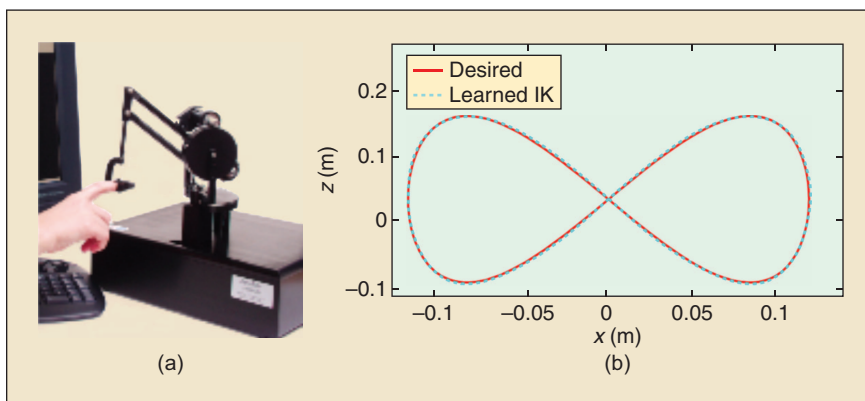 Desired
Learned IK
z (m)
0.2
0.1
0
–0.1
–0.1
–0.05
0
0.05
0.1
x (m)
(a)
(b)